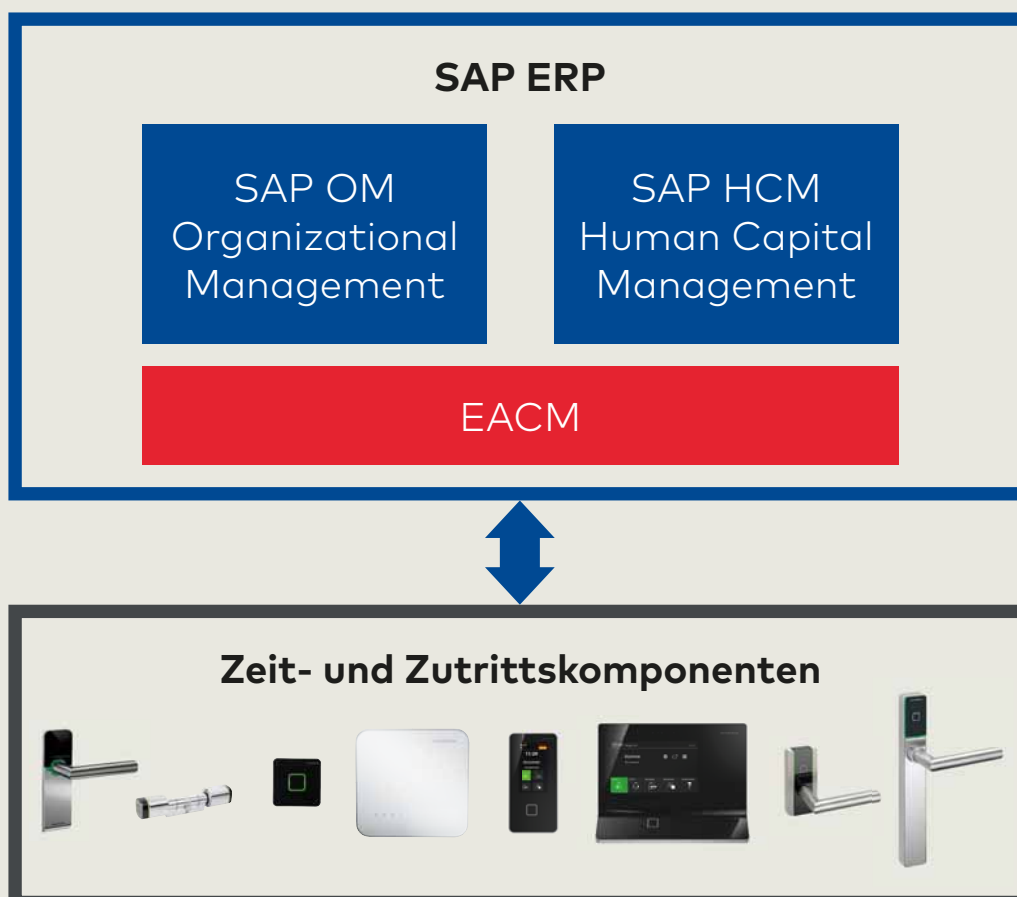 SAP ERP
SAP OM
Organizational
Management
SAP HCM
Human Capital
Management
EACM
Zeit- und Zutrittskomponenten